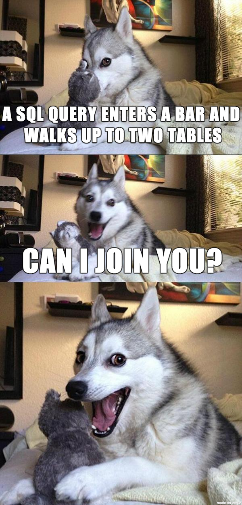 A SQL QUERY ENTERS A BAR AND
WALKS UP TO TWO TABLES
CAN I JOIN YOU?